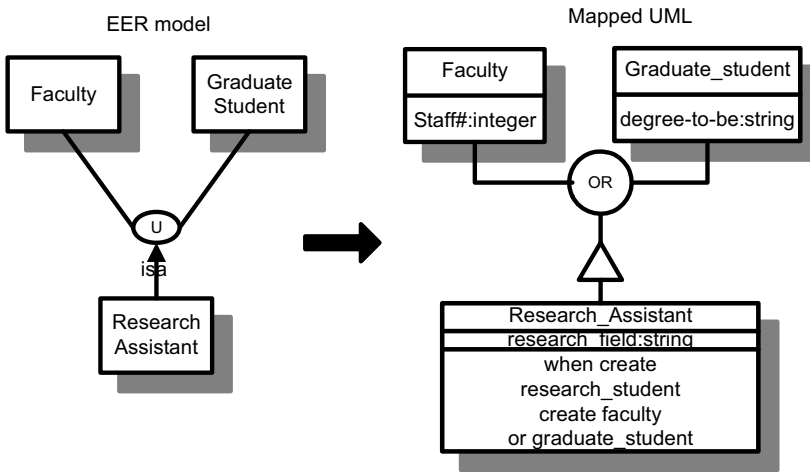 EER model
Faculty
Graduate
Student
U
isa
Research
Assistant
Mapped UML
Faculty
Staff#:integer
Graduate_student
degree-to-be:string
OR
Research_Assistant
research_field:string
when create
research_student
create faculty
or graduate_student